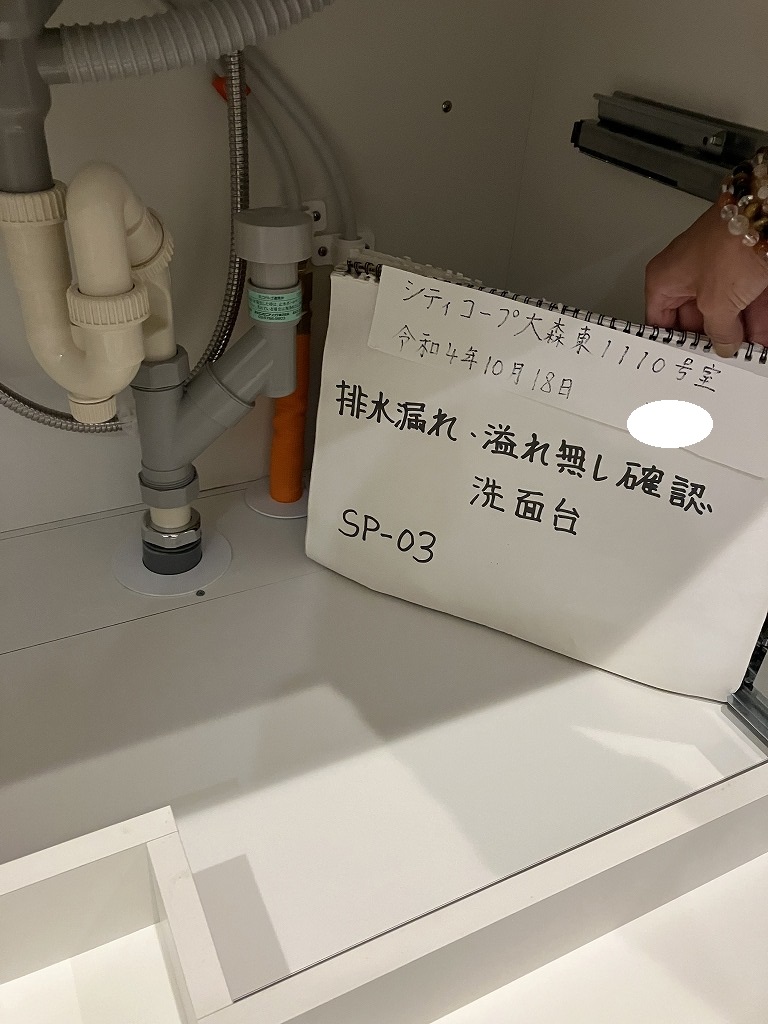 シティコープ大森東1110号室
令和4年10月18日
排水漏れ・溢れ無し確認
洗面台
SP-03